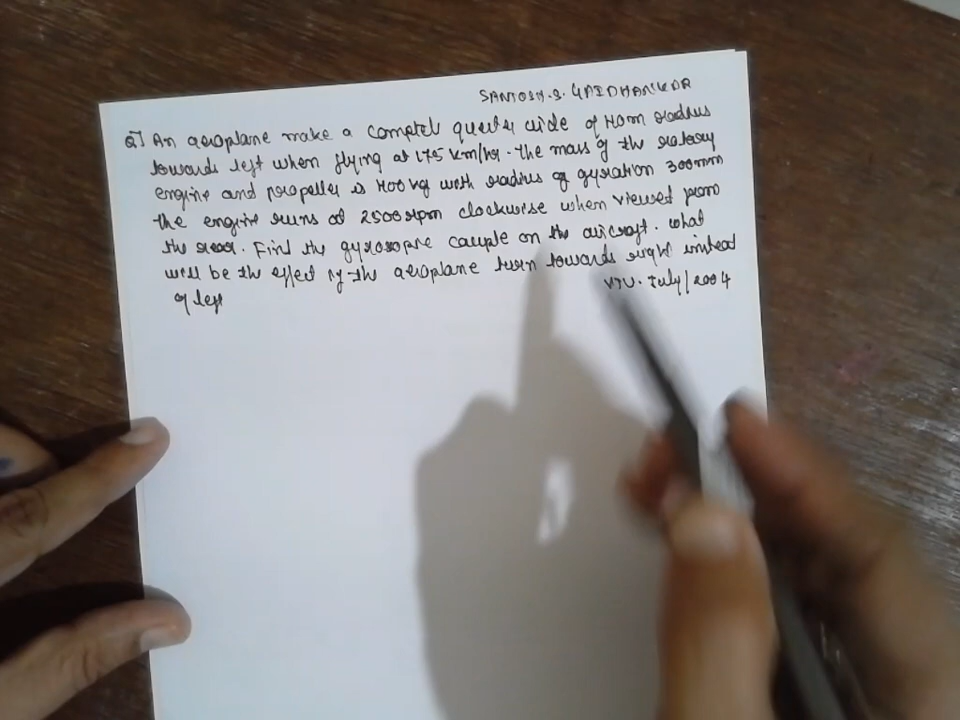 SANTOSH.S. GAIDHANKAR
Q] An aeroplane make a complet quarter circle of 40m radius
towards left when flying at 175 km/hr. The mass of the rotary
engine and propeller is 400 kg with radius of gyration 300mm
the engine runs at 2500 rpm clockwise when viewed from
the rear. Find the gyroscopic couple on the aircraft. what
will be the effect if the aeroplane turn towards right instead
of left
VTU. July/2004